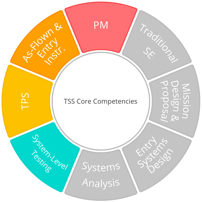 PM
Traditional
SE
Mission
Design &
Proposal
Entry
Systems
Design
Systems
Analysis
System-Level
Testing
TPS
As-Flown &
Entry
Instr.
TSS Core Competencies